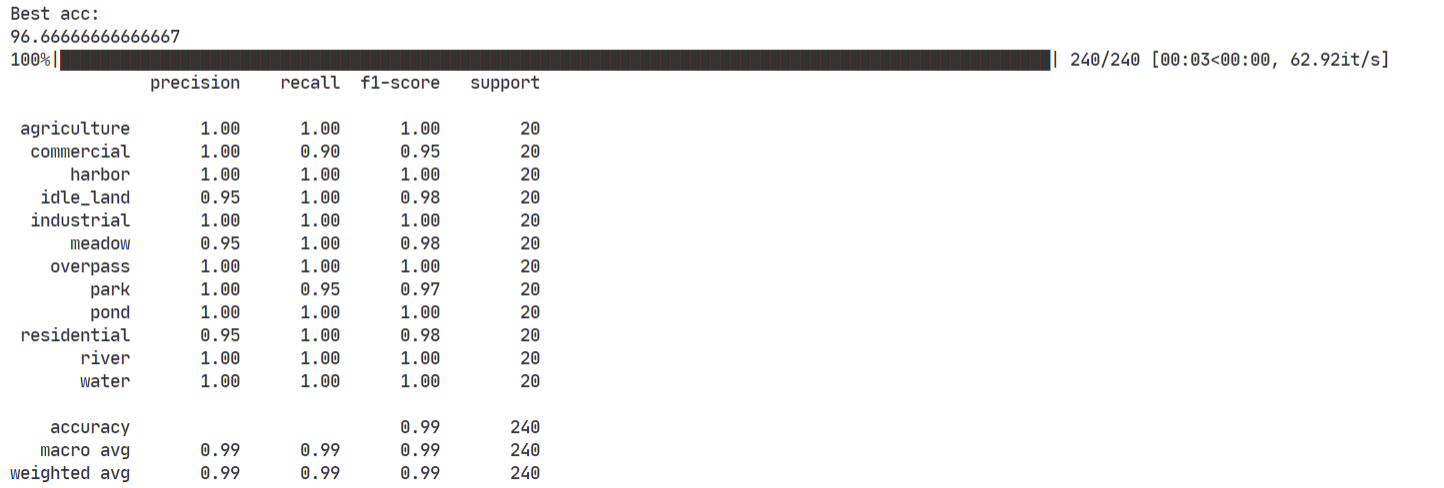 Best acc:
96.66666666666667
100%|██████████| 240/240 [00:03<00:00, 62.92it/s]
precision recall f1-score support
agriculture 1.00 1.00 1.00 20
commercial 1.00 0.90 0.95 20
harbor 1.00 1.00 1.00 20
idle_land 0.95 1.00 0.98 20
industrial 1.00 1.00 1.00 20
meadow 0.95 1.00 0.98 20
overpass 1.00 1.00 1.00 20
park 1.00 0.95 0.97 20
pond 1.00 1.00 1.00 20
residential 0.95 1.00 0.98 20
river 1.00 1.00 1.00 20
water 1.00 1.00 1.00 20
accuracy 0.99 240
macro avg 0.99 0.99 0.99 240
weighted avg 0.99 0.99 0.99 240